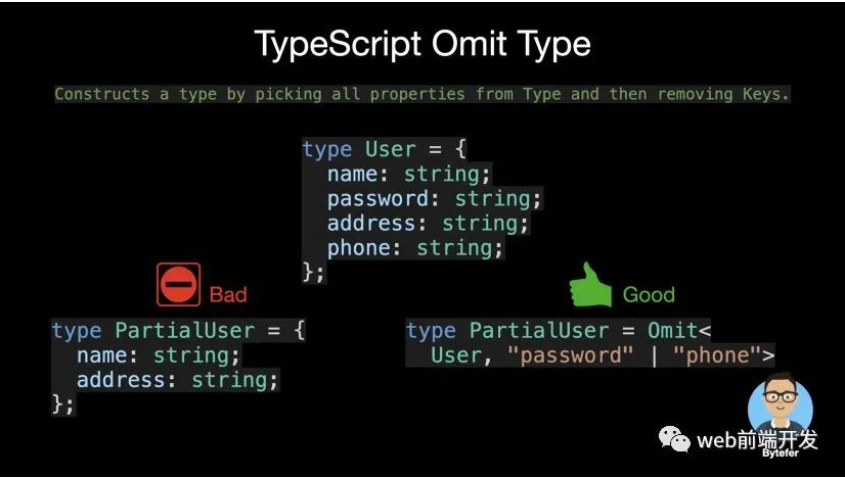 TypeScript Omit Type
Constructs a type by picking all properties from Type and then removing Keys.
type User = {
  name: string;
  password: string;
  address: string;
  phone: string;
};
Bad
type PartialUser = {
  name: string;
  address: string;
};
Good
type PartialUser = Omit<
  User, "password" | "phone">
web前端开发
Bytefer